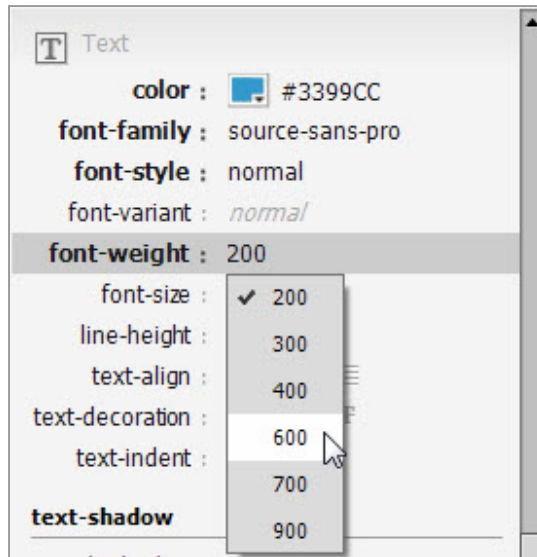 T Text
color : #3399CC
font-family : source-sans-pro
font-style : normal
font-variant : normal
font-weight : 200
font-size : ✔ 200
line-height : 300
text-align : 400
text-decoration : 600
text-indent : 700
text-shadow 900